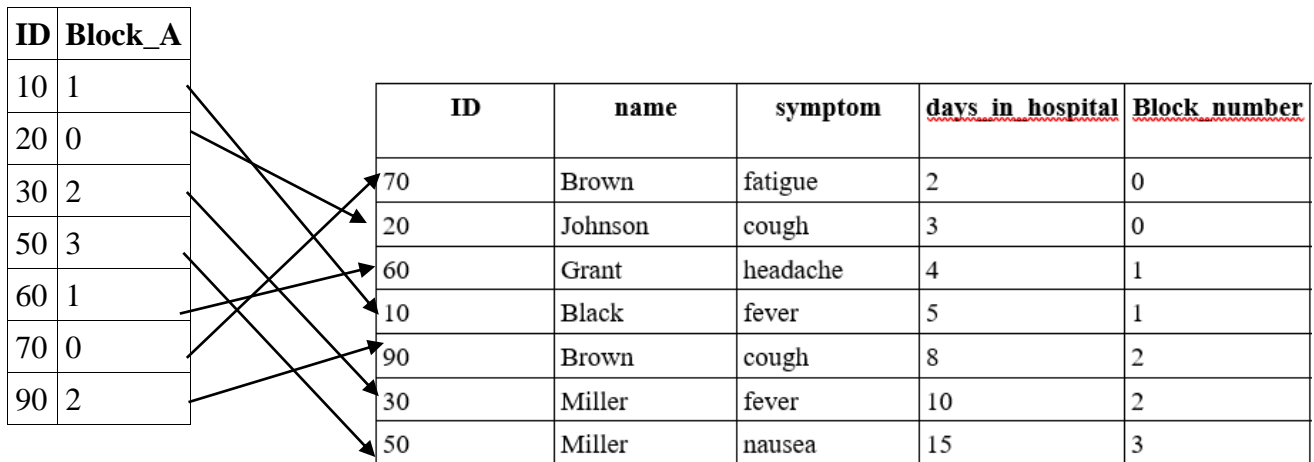 ID Block_A
10 1
20 0
30 2
50 3
60 1
70 0
90 2
ID name symptom days_in_hospital Block_number
70 Brown fatigue 2 0
20 Johnson cough 3 0
60 Grant headache 4 1
10 Black fever 5 1
90 Brown cough 8 2
30 Miller fever 10 2
50 Miller nausea 15 3